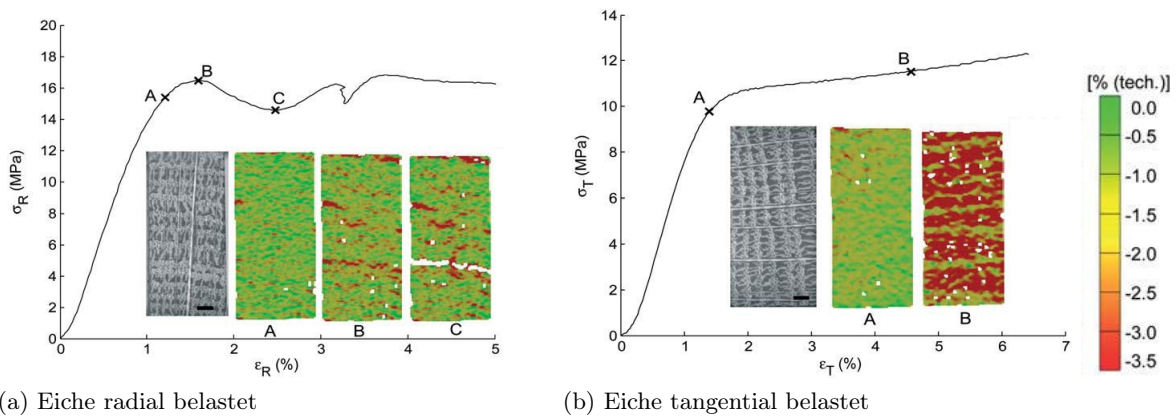 20
18
16
14
12
10
8
6
4
2
0
σR (MPa)
A
B
C
A
B
C
0
1
2
3
4
5
εR (%)
14
12
10
8
6
4
2
0
σT (MPa)
A
B
A
B
0
1
2
3
4
5
6
7
εT (%)
[% (tech.)]
0.0
-0.5
-1.0
-1.5
-2.0
-2.5
-3.0
-3.5
(a) Eiche radial belastet
(b) Eiche tangential belastet